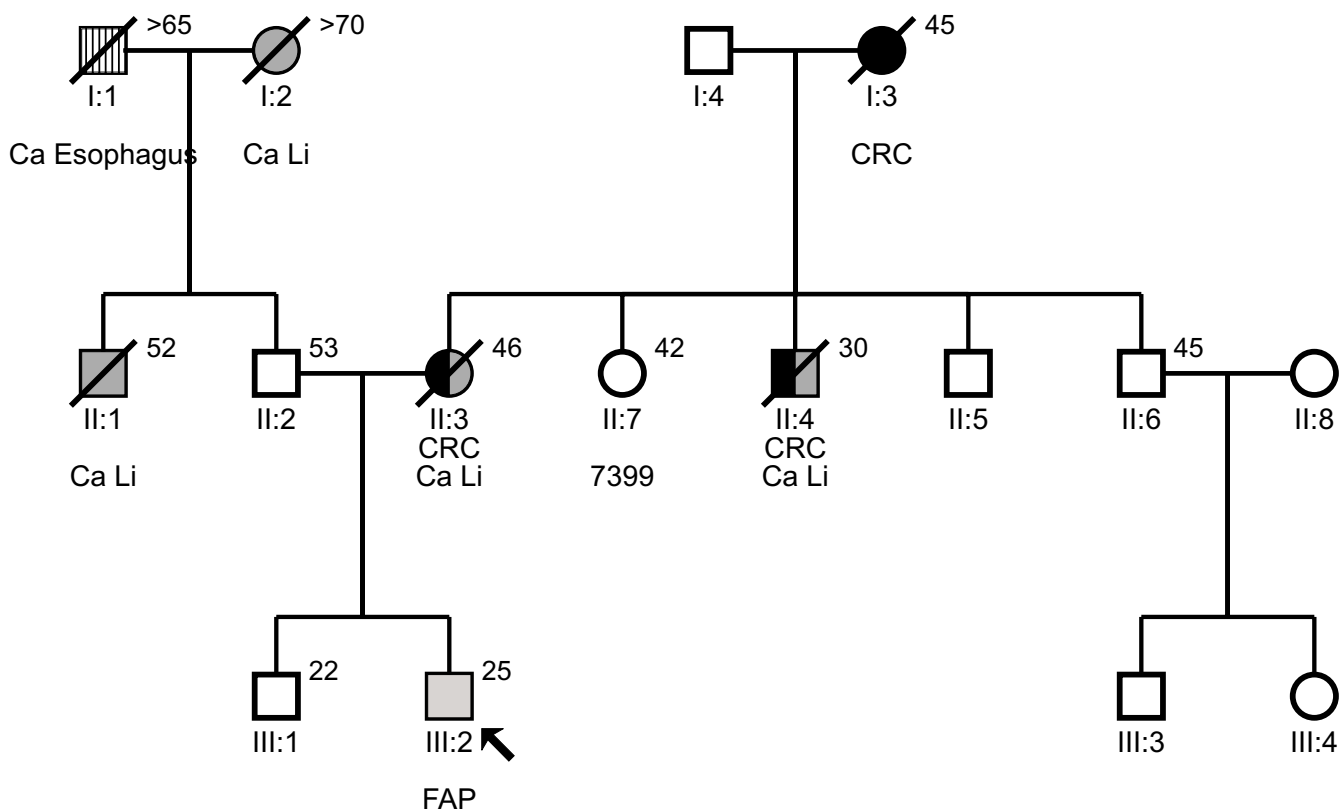 >65 >70 45
I:1 I:2 I:4 I:3
Ca Esophagus Ca Li CRC
52 53 46 42 30 45
II:1 II:2 II:3 II:7 II:4 II:5 II:6 II:8
CRC CRC
Ca Li Ca Li 7399 Ca Li
22 25
III:1 III:2 III:3 III:4
FAP